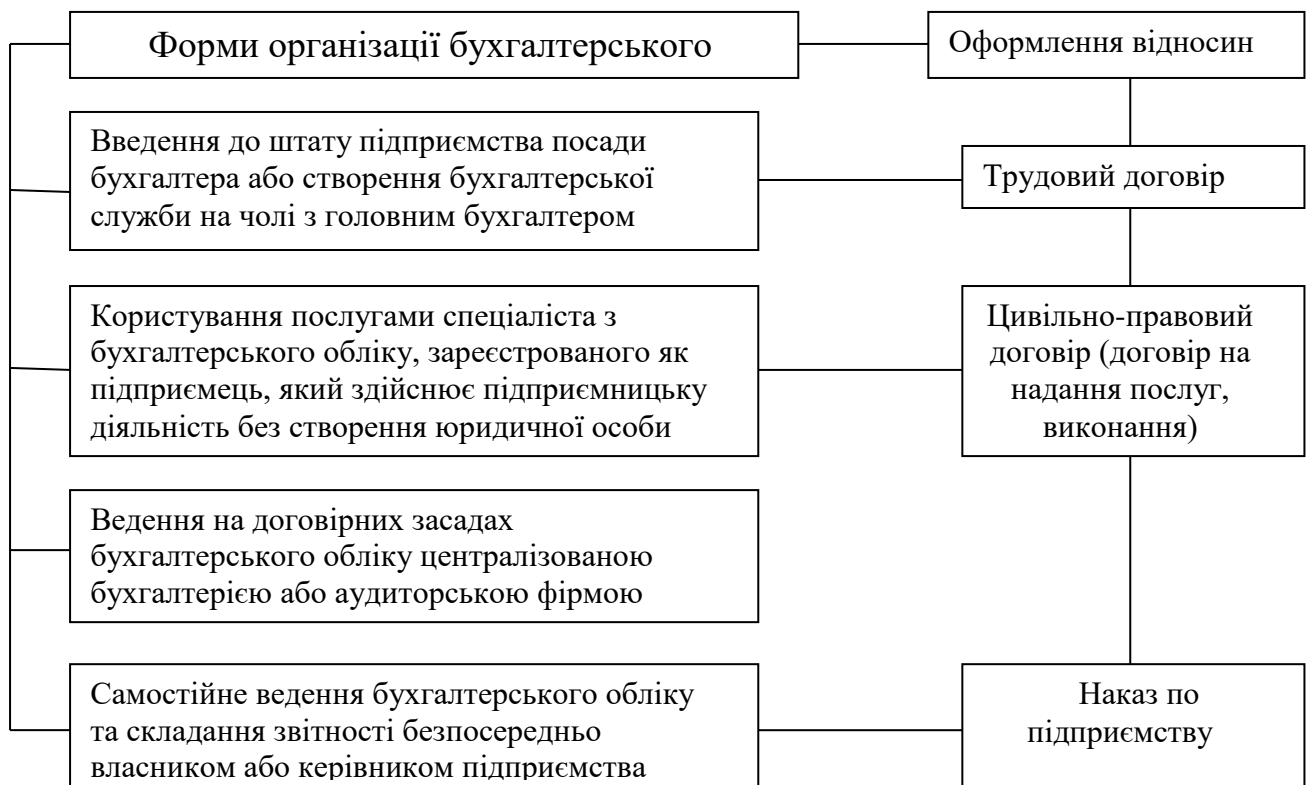 Форми організації бухгалтерського
Оформлення відносин
Введення до штату підприємства посади
бухгалтера або створення бухгалтерської
служби на чолі з головним бухгалтером
Трудовий договір
Користування послугами спеціаліста з
бухгалтерського обліку, зареєстрованого як
підприємець, який здійснює підприємницьку
діяльність без створення юридичної особи
Цивільно-правовий
договір (договір на
надання послуг,
виконання)
Ведення на договірних засадах
бухгалтерського обліку централізованою
бухгалтерією або аудиторською фірмою
Самостійне ведення бухгалтерського обліку
та складання звітності безпосередньо
власником або керівником підприємства
Наказ по
підприємству